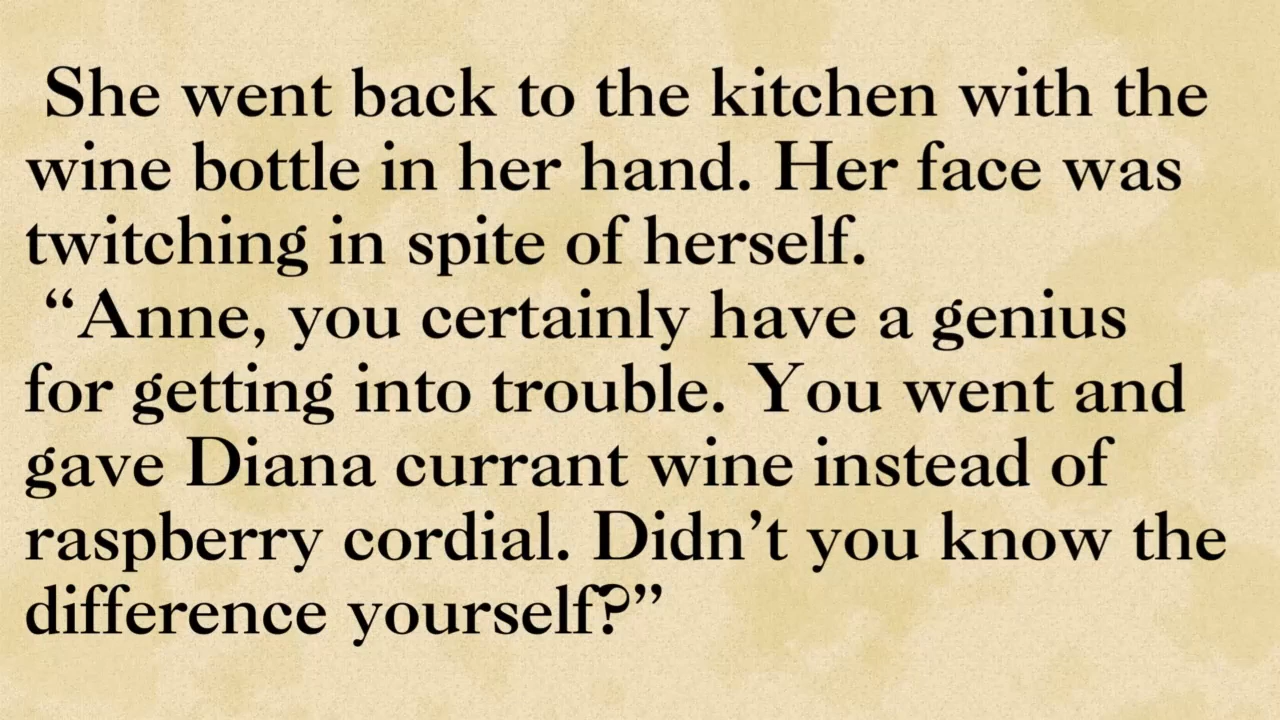 She went back to the kitchen with the
wine bottle in her hand. Her face was
twitching in spite of herself.
“Anne, you certainly have a genius
for getting into trouble. You went and
gave Diana currant wine instead of
raspberry cordial. Didn’t you know the
difference yourself?”